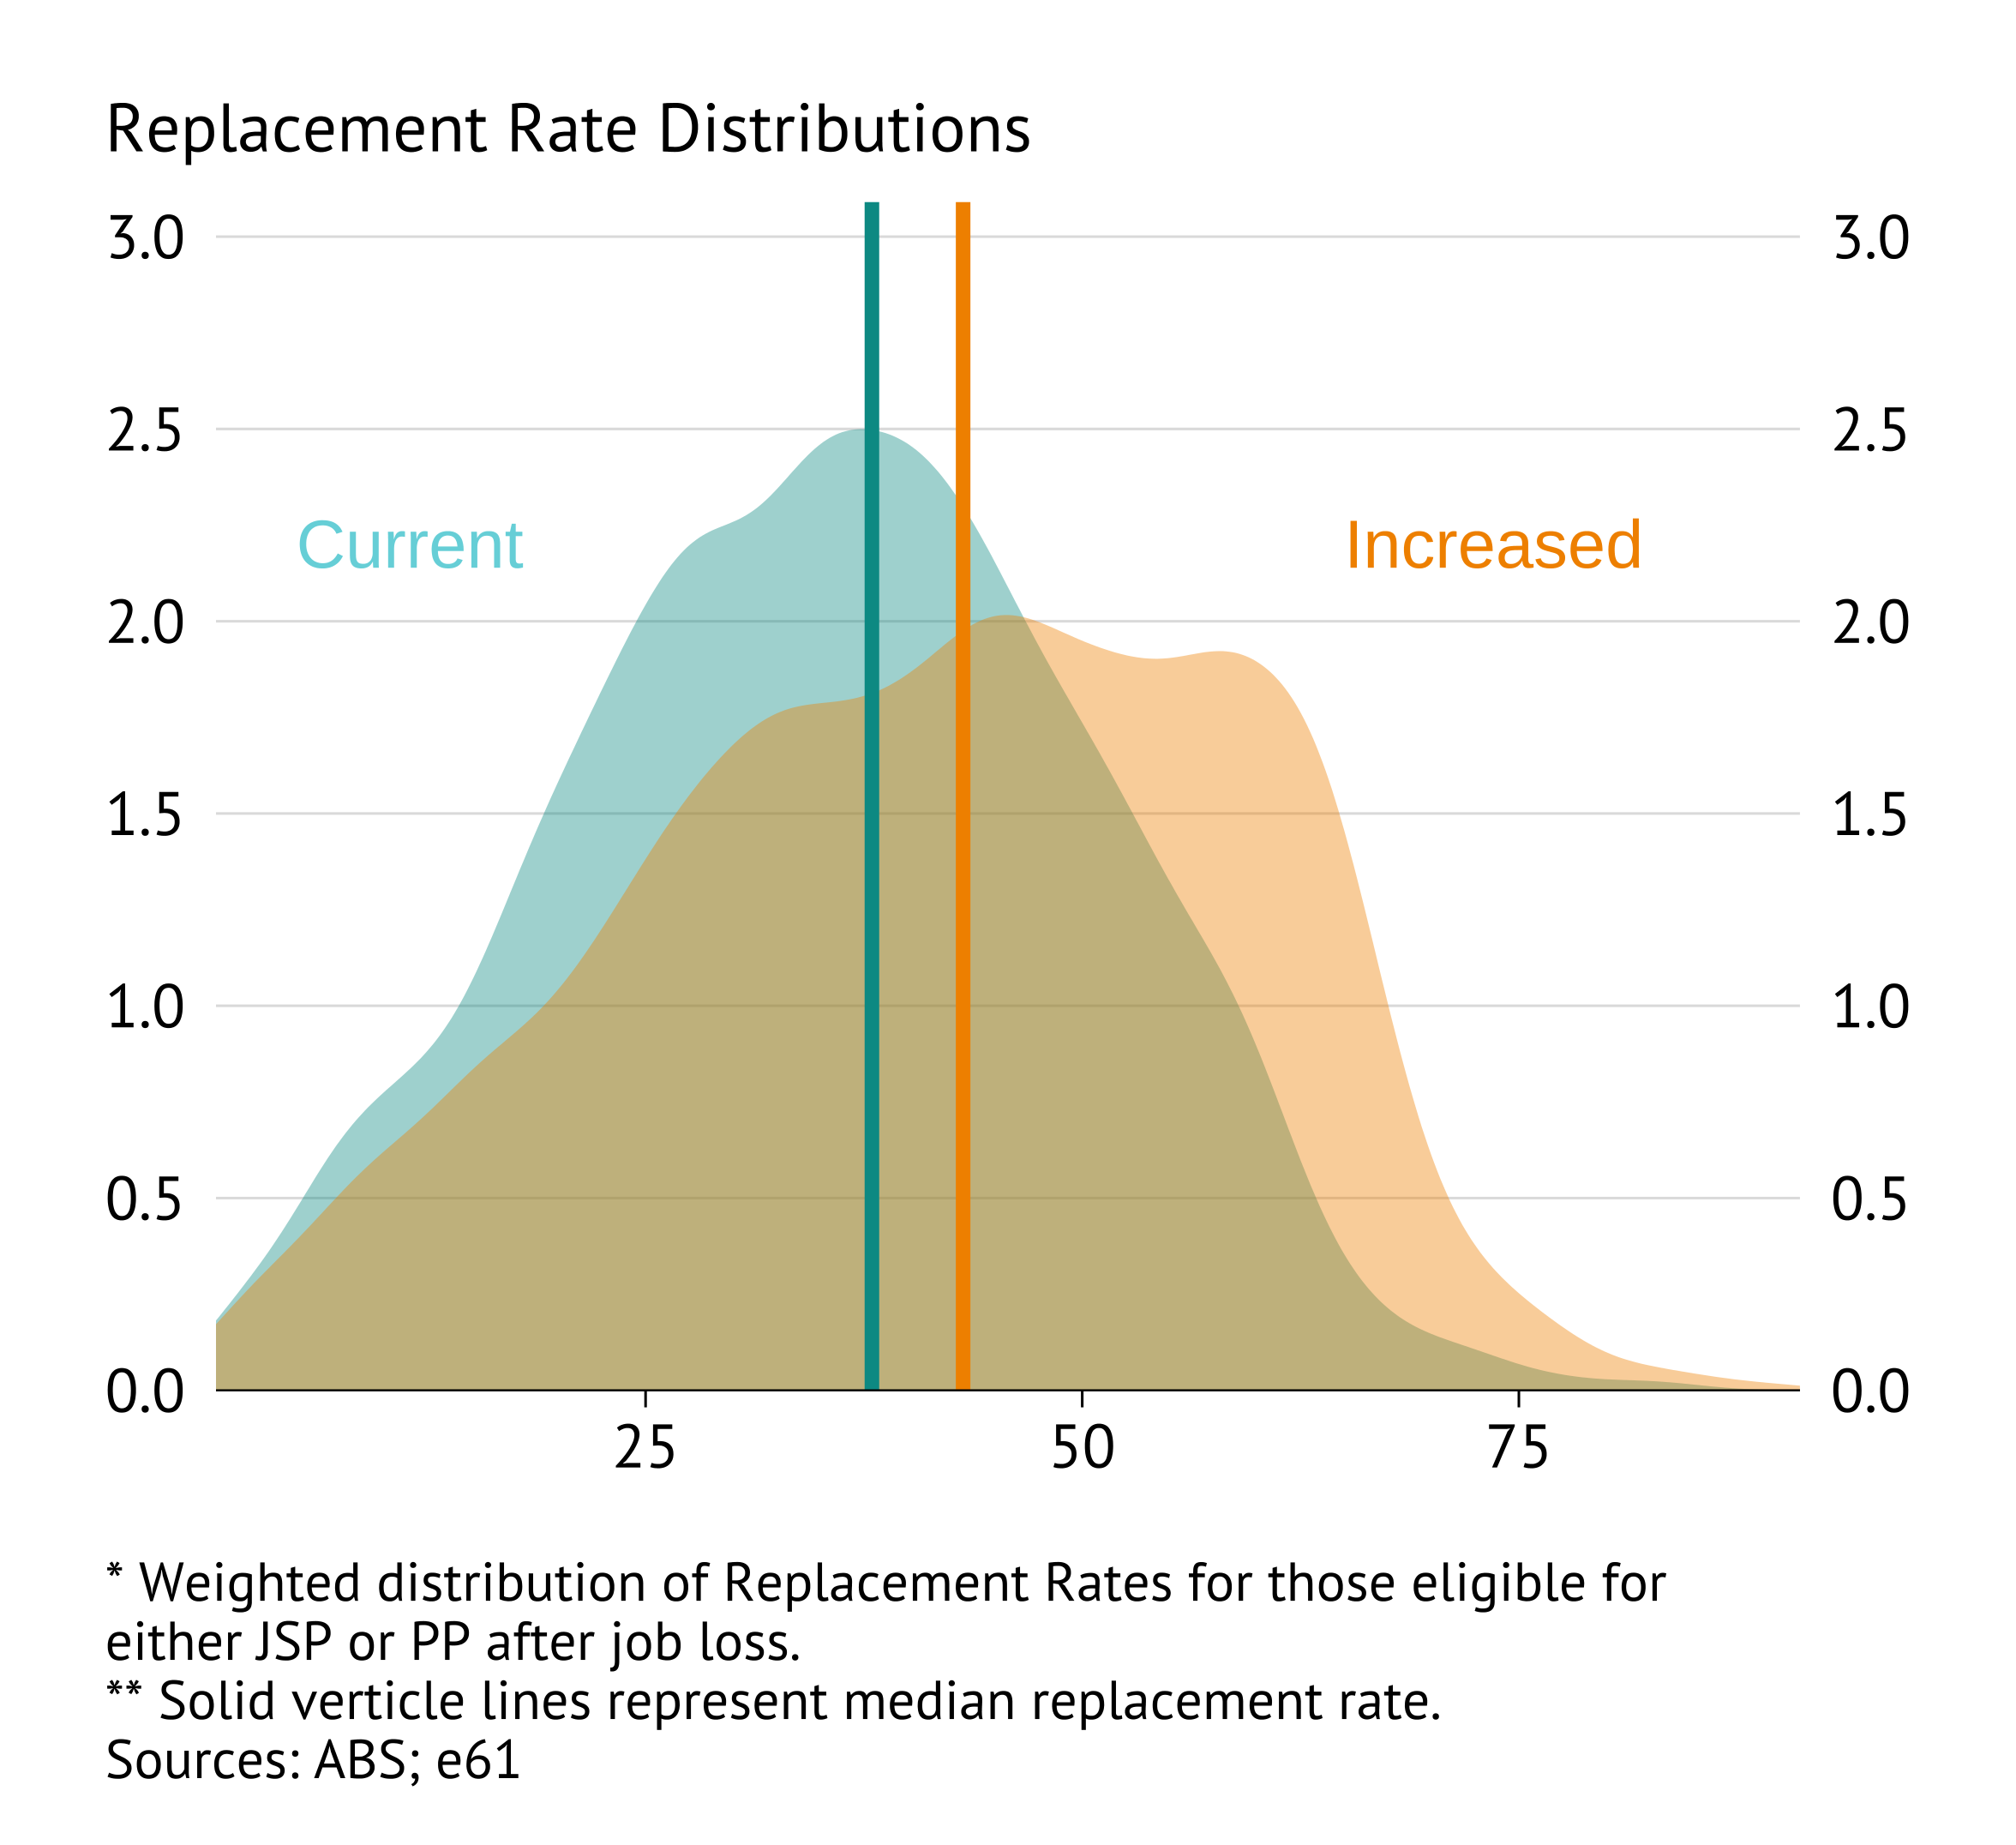 Replacement Rate Distributions
3.0 3.0
2.5 2.5
Current Increased
2.0 2.0
1.5 1.5
1.0 1.0
0.5 0.5
0.0 0.0
25 50 75
* Weighted distribution of Replacement Rates for those eligible for
either JSP or PP after job loss.
** Solid vertical lines represent median replacement rate.
Sources: ABS; e61